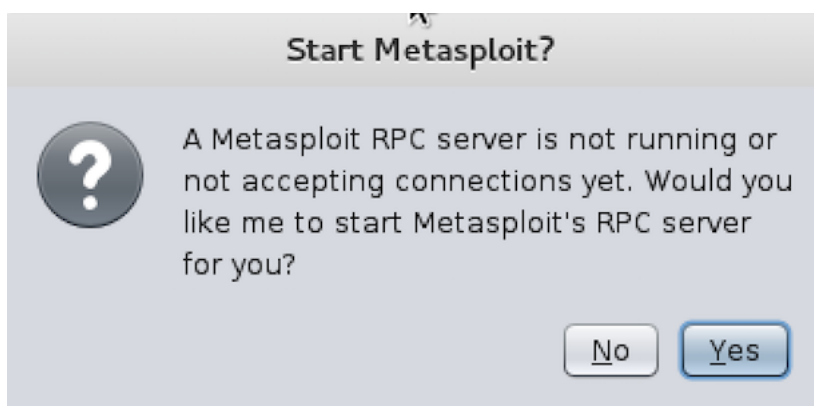 Start Metasploit?
A Metasploit RPC server is not running or
not accepting connections yet. Would you
like me to start Metasploit's RPC server
for you?
No
Yes